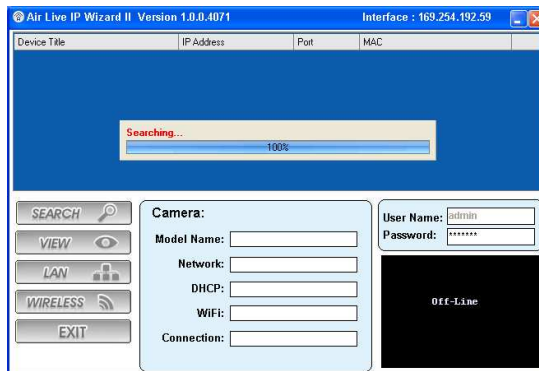 Air Live IP Wizard II Version 1.0.0.4071 Interface : 169.254.192.59
Device Title IP Address Port MAC
Searching...
100%
SEARCH
VIEW
LAN
WIRELESS
EXIT
Camera:
Model Name:
Network:
DHCP:
WiFi:
Connection:
User Name: admin
Password: *******
Off-Line